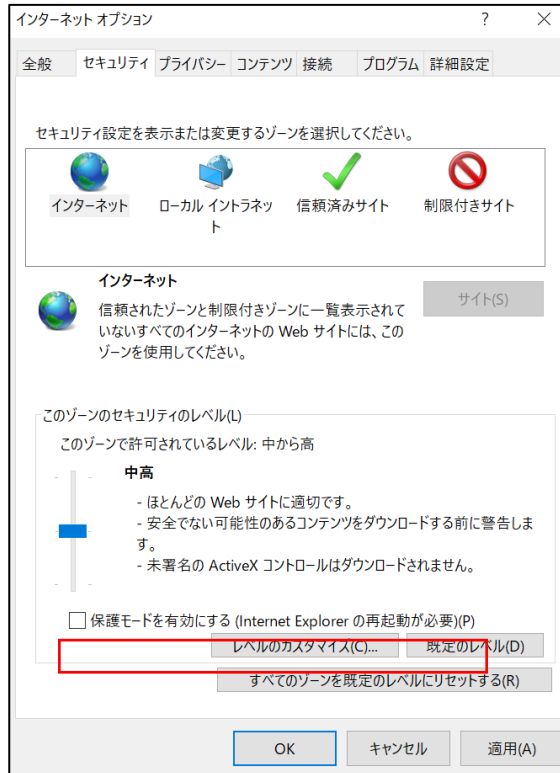 インターネット オプション ? ×
全般 セキュリティ プライバシー コンテンツ 接続 プログラム 詳細設定
セキュリティ設定を表示または変更するゾーンを選択してください。
インターネット ローカル イントラネッ 信頼済みサイト 制限付きサイト
ト
インターネット
サイト(S)
信頼されたゾーンと制限付きゾーンに一覧表示されて
いないすべてのインターネットの Web サイトには、この
ゾーンを使用してください。
このゾーンのセキュリティのレベル(L)
このゾーンで許可されているレベル: 中から高
中高
- ほとんどの Web サイトに適切です。
- 安全でない可能性のあるコンテンツをダウンロードする前に警告しま
す。
- 未署名の ActiveX コントロールはダウンロードされません。
保護モードを有効にする (Internet Explorer の再起動が必要)(P)
レベルのカスタマイズ(C)... 既定のレベル(D)
すべてのゾーンを既定のレベルにリセットする(R)
OK キャンセル 適用(A)